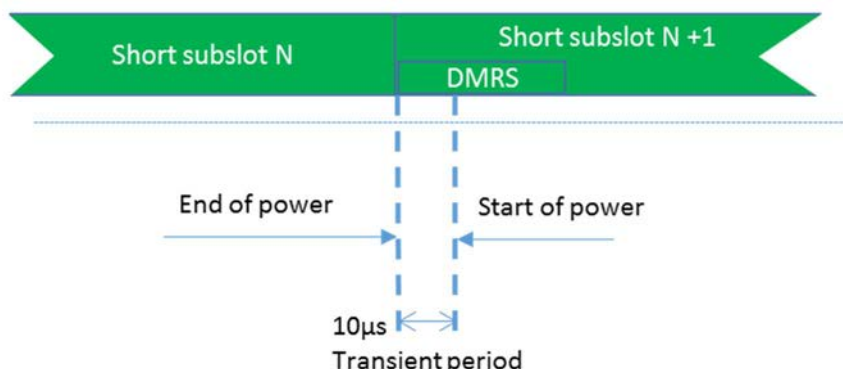 Short subslot N
Short subslot N +1
DMRS
End of power
Start of power
10µs
Transient period